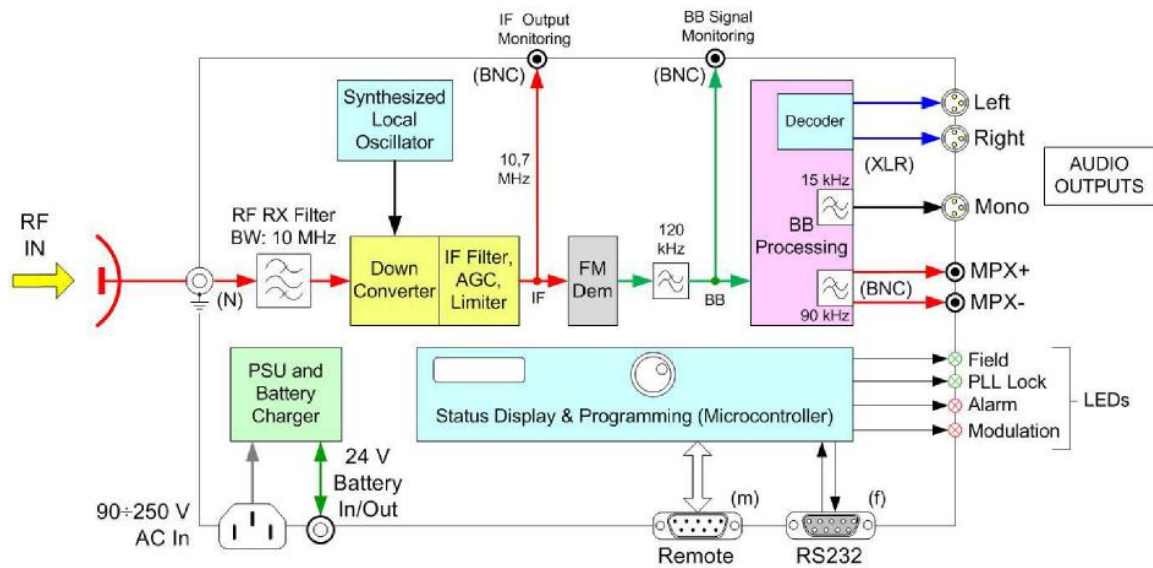 IF Output
Monitoring
BB Signal
Monitoring
(BNC)
(BNC)
Synthesized
Local
Oscillator
Decoder
Left
Right
(XLR)
AUDIO
OUTPUTS
10,7
MHz
15 kHz
Mono
RF
IN
RF RX Filter
BW: 10 MHz
120
kHz
BB
Processing
Down
Converter
IF Filter,
AGC,
Limiter
FM
Dem
IF
BB
(N)
MPX+
(BNC)
MPX-
90 kHz
PSU and
Battery
Charger
Status Display & Programming (Microcontroller)
Field
PLL Lock
Alarm
Modulation
LEDs
24 V
Battery
In/Out
90÷250 V
AC In
(m)
(f)
Remote
RS232